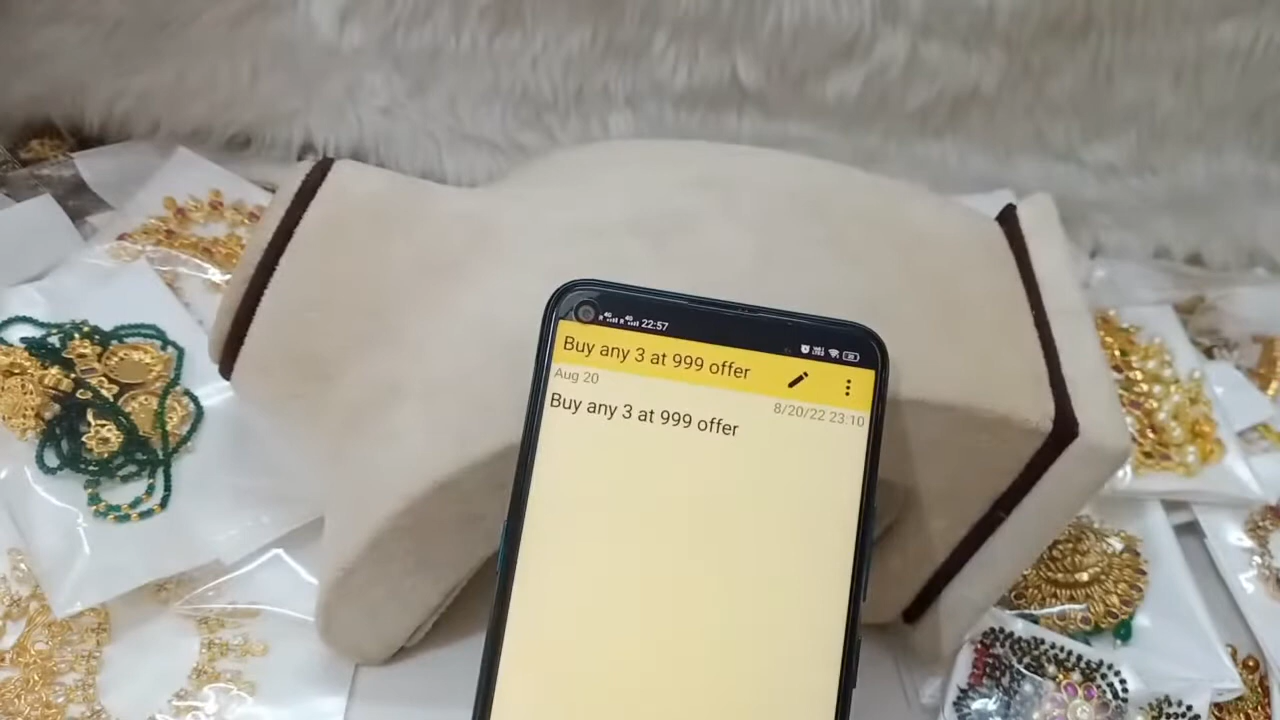 22:57
Buy any 3 at 999 offer
Aug 20
8/20/22 23:10
Buy any 3 at 999 offer